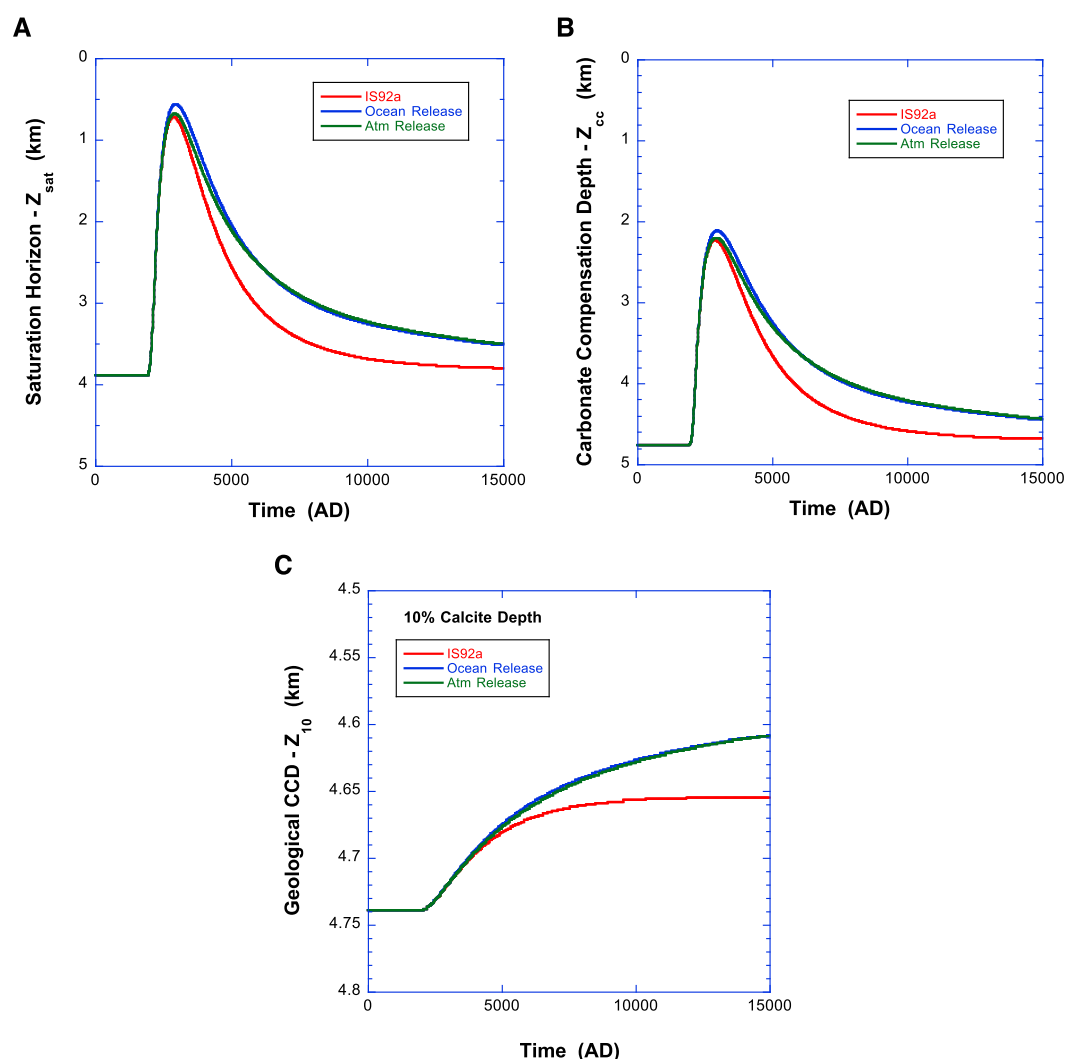 A
Saturation Horizon - Zsat (km)
0
1
2
3
4
5
IS92a
Ocean Release
Atm Release
0 5000 10000 15000
Time (AD)
B
Carbonate Compensation Depth - Zcc (km)
0
1
2
3
4
5
IS92a
Ocean Release
Atm Release
0 5000 10000 15000
Time (AD)
C
Geological CCD - Z10 (km)
4.5
4.55
4.6
4.65
4.7
4.75
4.8
10% Calcite Depth
IS92a
Ocean Release
Atm Release
0 5000 10000 15000
Time (AD)